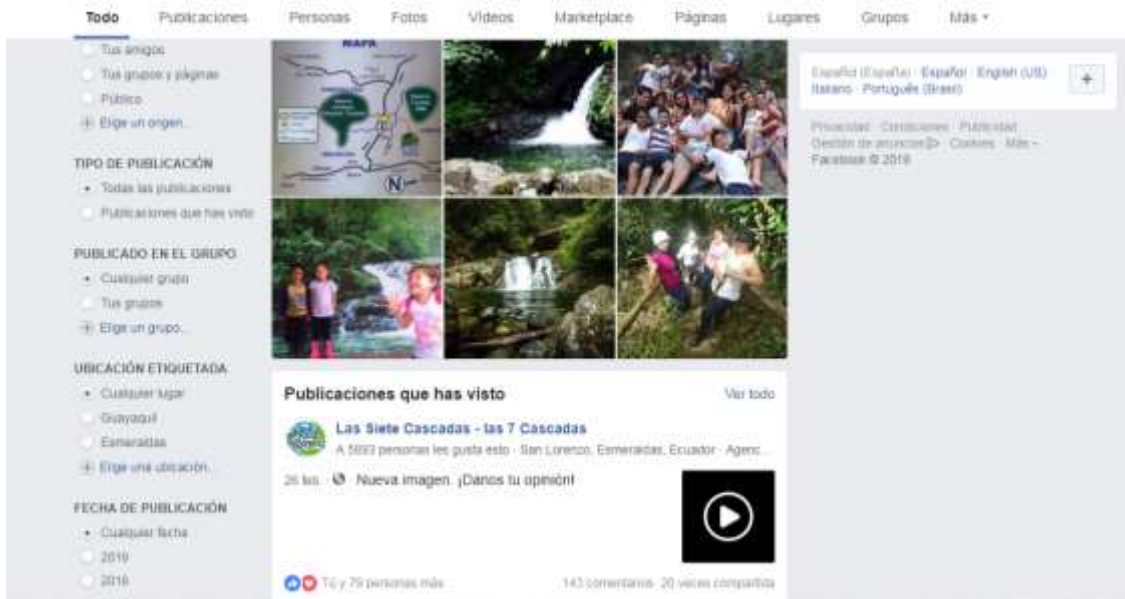 Todo Publicaciones Personas Fotos Vídeos Marketplace Páginas Lugares Grupos Más
Tus amigos
Tus grupos y páginas
Público
Elige un origen...
TIPO DE PUBLICACIÓN
Todas las publicaciones
Publicaciones que has visto
PUBLICADO EN EL GRUPO
Cualquier grupo
Tus grupos
Elige un grupo...
UBICACIÓN ETIQUETADA
Cualquier lugar
Guayaquil
Esmeraldas
Elige una ubicación...
FECHA DE PUBLICACIÓN
Cualquier fecha
2019
2018
MAPA
N
Publicaciones que has visto Ver todo
Las Siete Cascadas - las 7 Cascadas
A 5893 personas les gusta esto · San Lorenzo, Esmeraldas, Ecuador · Agenc...
26 feb. · Nueva imagen. ¡Danos tu opinión!
Tú y 79 personas más 143 comentarios 20 veces compartida
Español (España) · Español · English (US) ·
Italiano · Português (Brasil)
+
Privacidad · Condiciones · Publicidad ·
Gestión de anuncios · Cookies · Más
Facebook © 2019